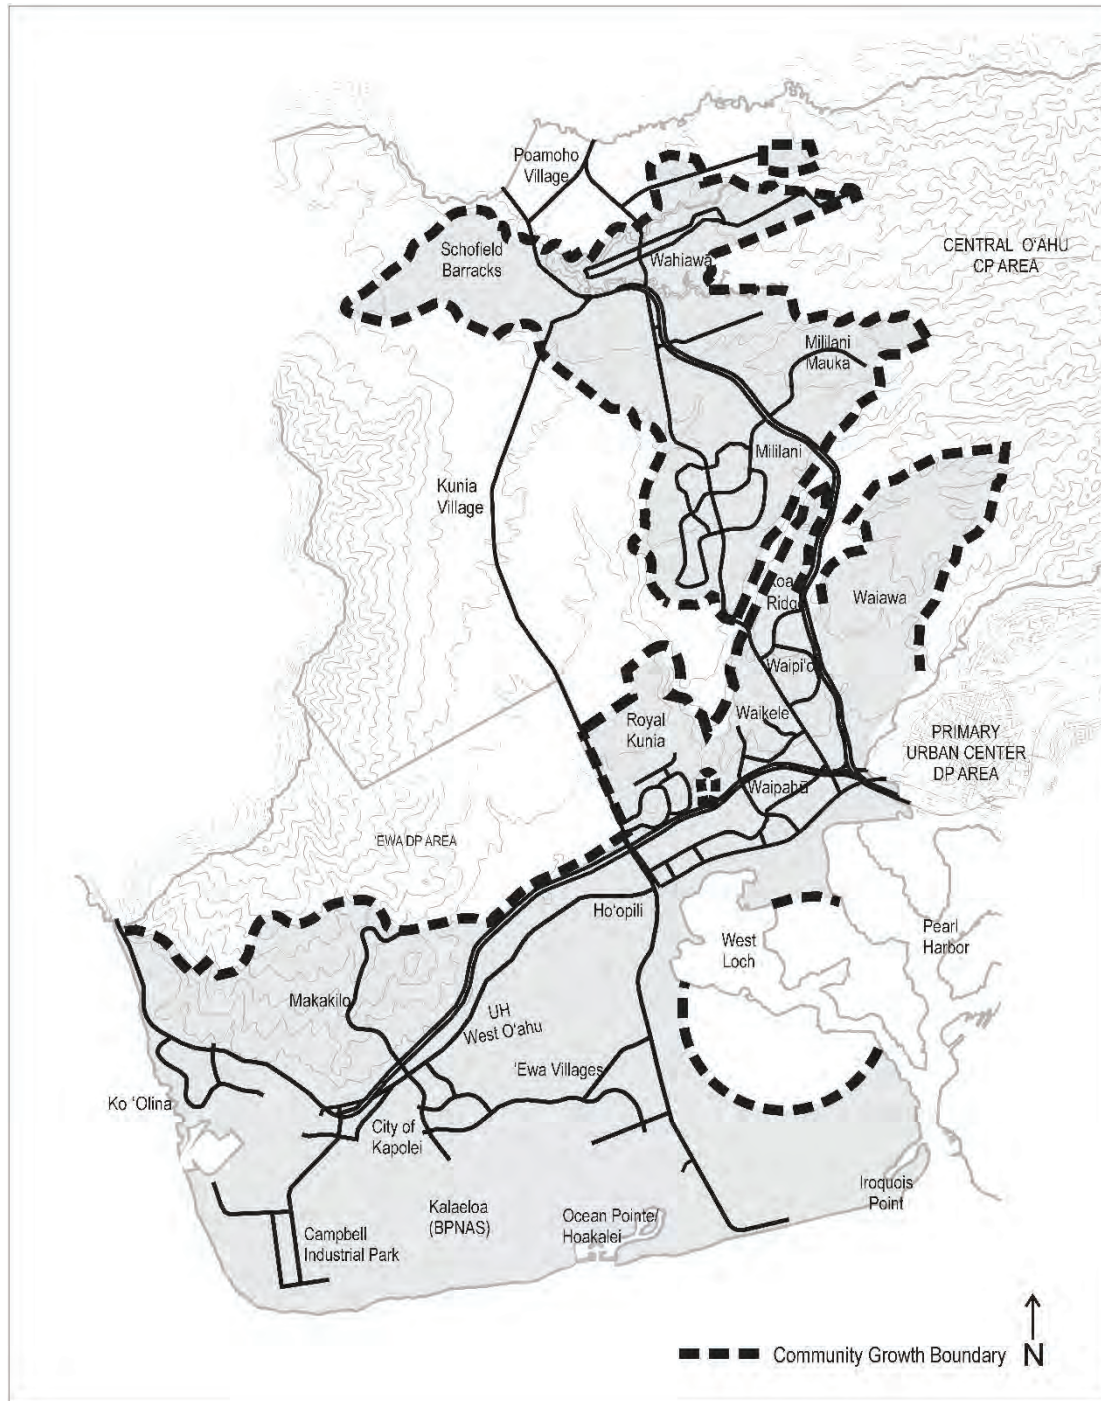 Poamoho
Village
Schofield
Barracks
Wahiawa
CENTRAL O‘AHU
CP AREA
Mililani
Mauka
Mililani
Kunia
Village
Koa
Ridge
Waiawa
Waipi‘o
Royal
Kunia
Waikele
PRIMARY
URBAN CENTER
DP AREA
Waipahū
‘EWA DP AREA
Ho‘opili
West
Loch
Pearl
Harbor
Makakilo
UH
West O‘ahu
‘Ewa Villages
Ko ‘Olina
City of
Kapolei
Iroquois
Point
Kalaeloa
(BPNAS)
Ocean Pointe/
Hoakalei
Campbell
Industrial Park
Community Growth Boundary
N